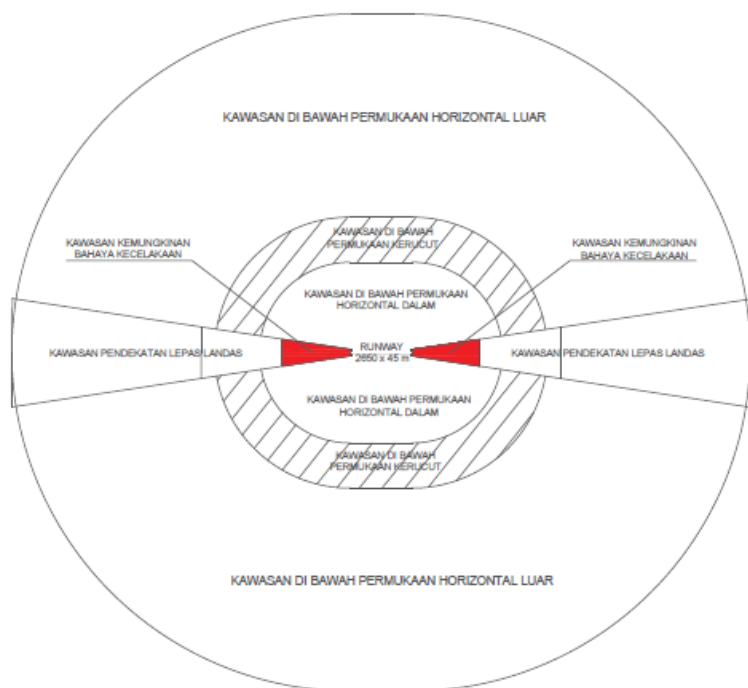 KAWASAN DI BAWAH PERMUKAAN HORIZONTAL LUAR
KAWASAN DI BAWAH
PERMUKAAN KERUCUT
KAWASAN KEMUNGKINAN
BAHAYA KECELAKAAN
KAWASAN KEMUNGKINAN
BAHAYA KECELAKAAN
KAWASAN DI BAWAH PERMUKAAN
HORIZONTAL DALAM
KAWASAN PENDEKATAN LEPAS LANDAS
RUNWAY
2650 x 45 m
KAWASAN PENDEKATAN LEPAS LANDAS
KAWASAN DI BAWAH PERMUKAAN
HORIZONTAL DALAM
KAWASAN DI BAWAH
PERMUKAAN KERUCUT
KAWASAN DI BAWAH PERMUKAAN HORIZONTAL LUAR